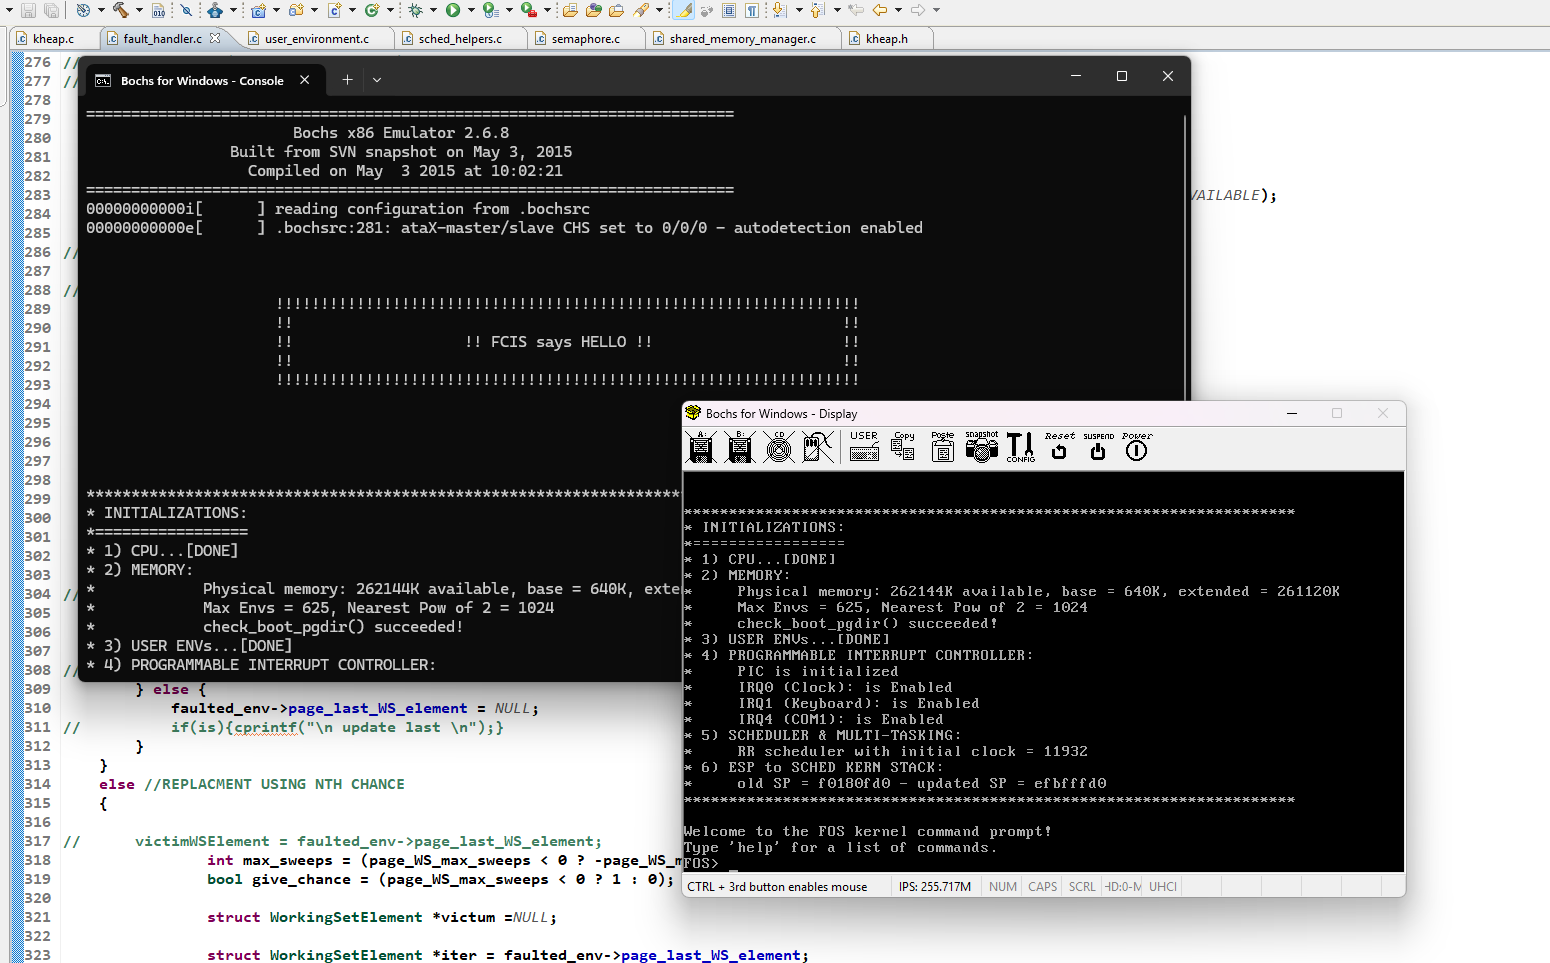 kheap.c
fault_handler.c
user_environment.c
sched_helpers.c
semaphore.c
shared_memory_manager.c
kheap.h
276 //
277 //
278
279
280
281
282
283 VAILABLE);
284
285
286 //
287
288 //
289
290
291
292
293
294
295
296
297
298
299
300
301
302
303
304 //
305
306
307
308 //
309 } else {
310 faulted_env->page_last_WS_element = NULL;
311 // if(is){cprintf("\n update last \n");}
312 }
313 }
314 else //REPLACMENT USING NTH CHANCE
315 {
316
317 // victimWSElement = faulted_env->page_last_WS_element;
318 int max_sweeps = (page_WS_max_sweeps < 0 ? -page_WS_m
319 bool give_chance = (page_WS_max_sweeps < 0 ? 1 : 0);
320
321 struct WorkingSetElement *victum =NULL;
322
323 struct WorkingSetElement *iter = faulted_env->page_last_WS_element;
Bochs for Windows - Console
========================================================================
Bochs x86 Emulator 2.6.8
Built from SVN snapshot on May 3, 2015
Compiled on May  3 2015 at 10:02:21
========================================================================
00000000000i[      ] reading configuration from .bochsrc
00000000000e[      ] .bochsrc:281: ataX-master/slave CHS set to 0/0/0 - autodetection enabled
!!!!!!!!!!!!!!!!!!!!!!!!!!!!!!!!!!!!!!!!!!!!!!!!!!!!!!!!!!!!!!!!!
!! !!
!! !! FCIS says HELLO !! !!
!! !!
!!!!!!!!!!!!!!!!!!!!!!!!!!!!!!!!!!!!!!!!!!!!!!!!!!!!!!!!!!!!!!!!!
******************************************************************
* INITIALIZATIONS:
*=================
* 1) CPU...[DONE]
* 2) MEMORY:
* Physical memory: 262144K available, base = 640K, exte
* Max Envs = 625, Nearest Pow of 2 = 1024
* check_boot_pgdir() succeeded!
* 3) USER ENVs...[DONE]
* 4) PROGRAMMABLE INTERRUPT CONTROLLER:
Bochs for Windows - Display
A: B: CD USER Copy Paste snapshot CONFIG Reset SUSPEND Power
********************************************************************
* INITIALIZATIONS:
*=================
* 1) CPU...[DONE]
* 2) MEMORY:
* Physical memory: 262144K available, base = 640K, extended = 261120K
* Max Envs = 625, Nearest Pow of 2 = 1024
* check_boot_pgdir() succeeded!
* 3) USER ENVs...[DONE]
* 4) PROGRAMMABLE INTERRUPT CONTROLLER:
* PIC is initialized
* IRQ0 (Clock): is Enabled
* IRQ1 (Keyboard): is Enabled
* IRQ4 (COM1): is Enabled
* 5) SCHEDULER & MULTI-TASKING:
* RR scheduler with initial clock = 11932
* 6) ESP to SCHED KERN STACK:
* old SP = f0180fd0 - updated SP = efbfffd0
********************************************************************
Welcome to the FOS kernel command prompt!
Type 'help' for a list of commands.
FOS> _
CTRL + 3rd button enables mouse IPS: 255.717M NUM CAPS SCRL HD:0-M UHCI